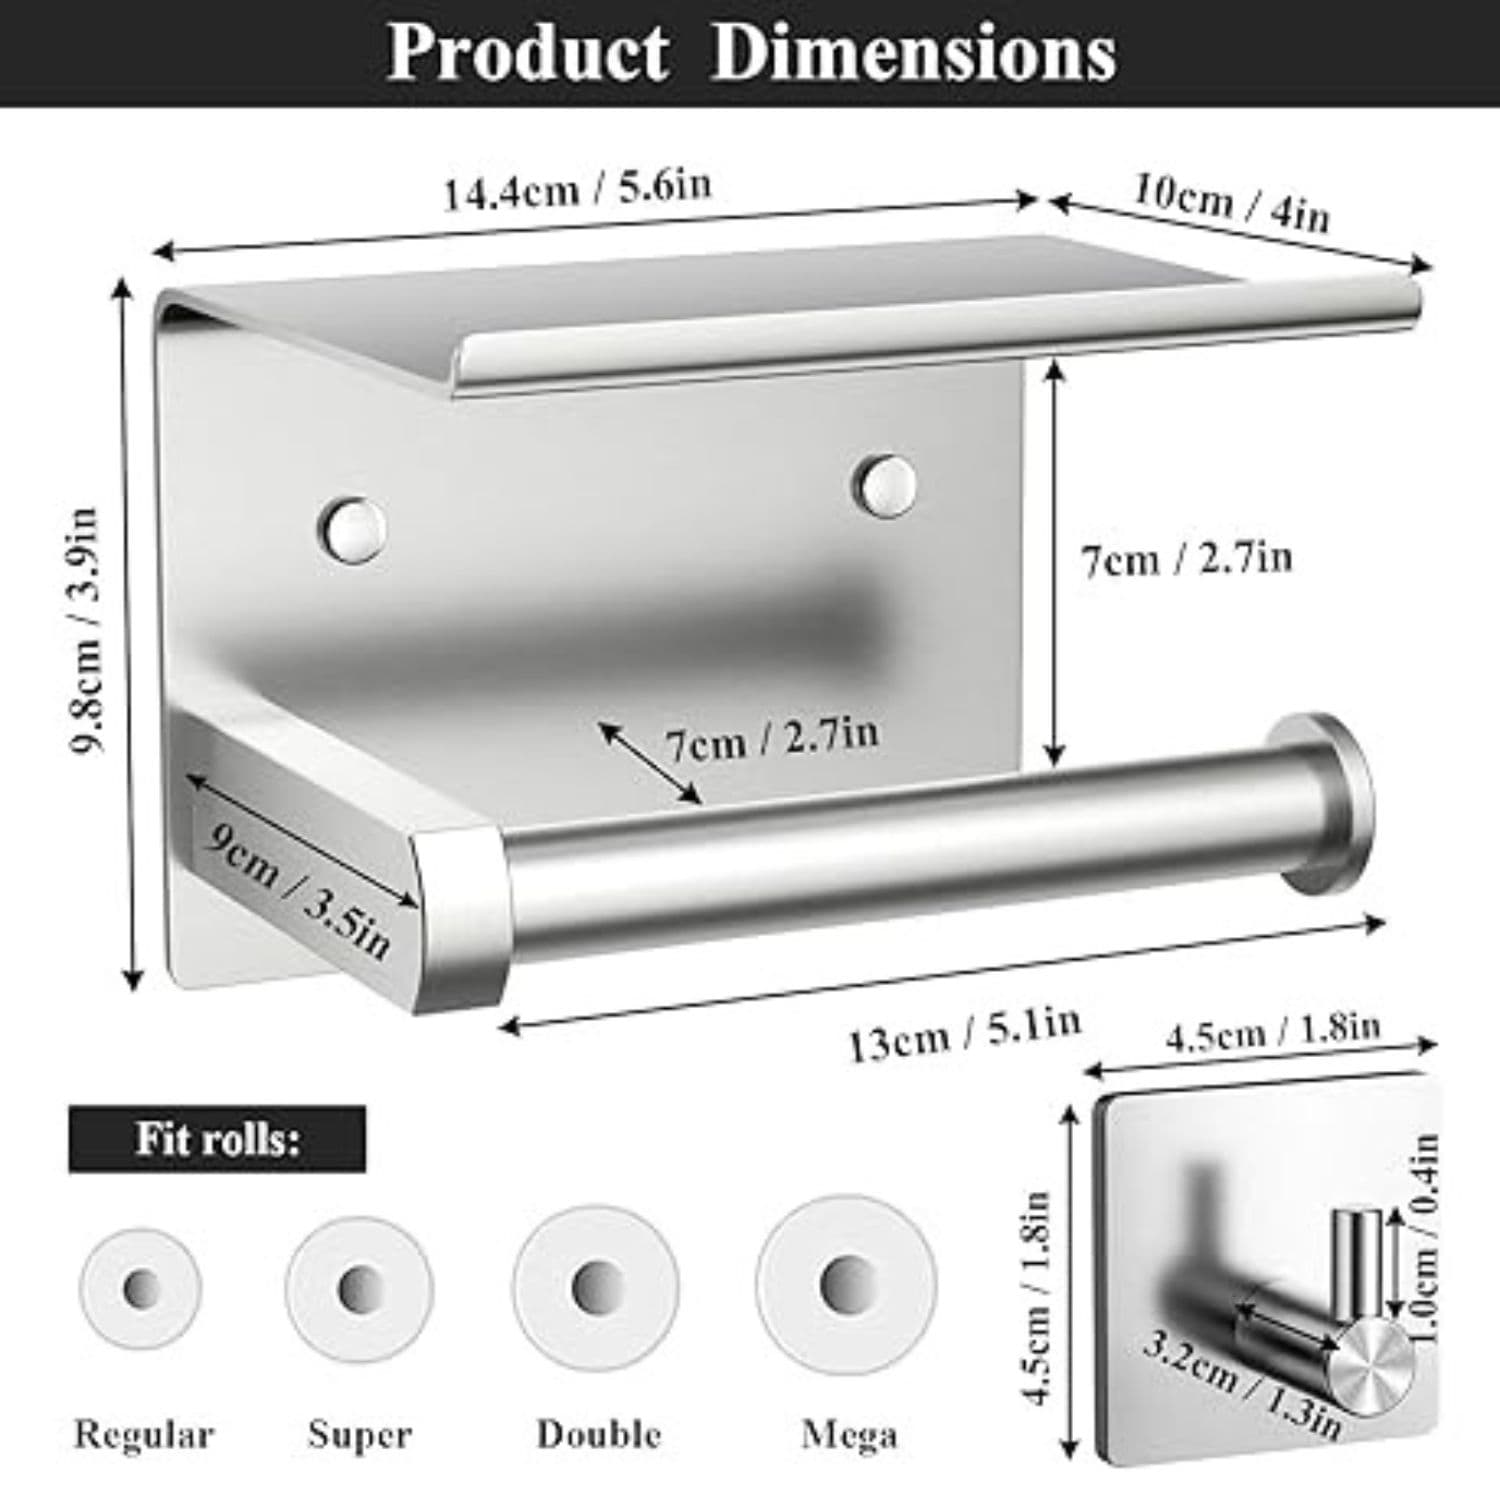 Product Dimensions
14.4cm / 5.6in
10cm / 4in
9.8cm / 3.9in
7cm / 2.7in
7cm / 2.7in
9cm / 3.5in
13cm / 5.1in
4.5cm / 1.8in
Fit rolls:
4.5cm / 1.8in
1.0cm / 0.4in
3.2cm / 1.3in
Regular
Super
Double
Mega